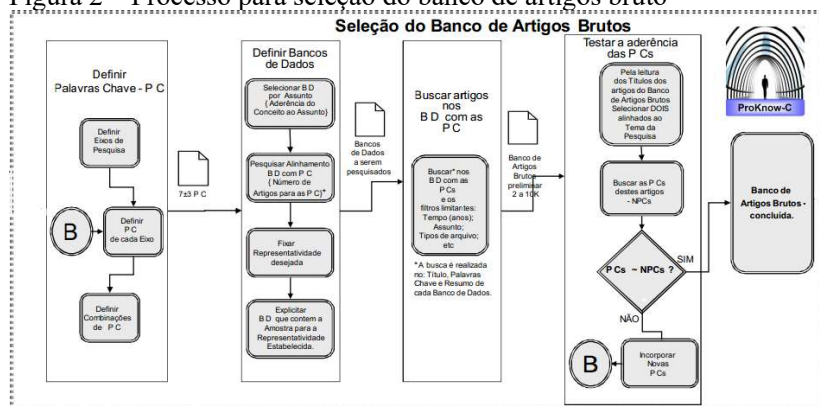 Figura 2 – Processo para seleção do banco de artigos bruto
Seleção do Banco de Artigos Brutos
Definir
Palavras Chave - P C
Definir
Eixos de
Pesquisa
B
Definir
P C
de cada Eixo
Definir
Combinações
de P C
7±3 P C
Definir Bancos
de Dados
Selecionar B D
por Assunto
{ Aderência do
Conceito ao Assunto}
Pesquisar Alinhamento
B D com P C
{ Número de
Artigos para as P C}*
Fixar
Representatividade
desejada
Explicitar
B D que contem a
Amostra para a
Representatividade
Estabelecida.
Bancos
de Dados
a serem
pesquisados
Buscar artigos
nos
B D com as
P C
Buscar* nos
BD com as
PCs
e os
filtros limitantes:
Tempo (anos);
Assunto;
Tipos de arquivo;
etc
*A busca é realizada
no: Título, Palavras
Chave e Resumo de
cada Banco de Dados.
Banco de
Artigos
Brutos
preliminar
2 a 10K
Testar a aderência
das P Cs
Pela leitura
dos Títulos dos
artigos do Banco
de Artigos Brutos
Selecionar DOIS
alinhados ao
Tema da
Pesquisa
Buscar as P Cs
destes artigos
- NPCs
P Cs ~ NPCs ?
SIM
NÃO
Incorporar
Novas
P Cs
B
ProKnow-C
Banco de
Artigos Brutos -
concluída.